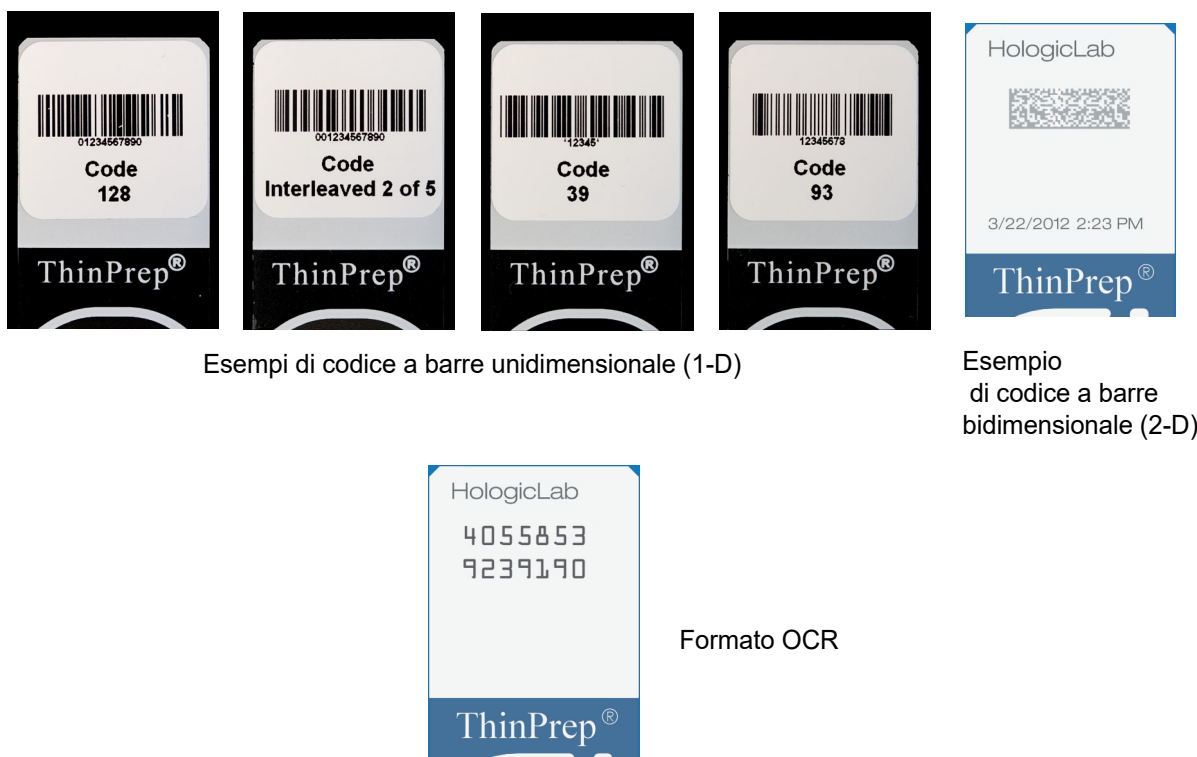 01234567890
Code
128
ThinPrep®
001234567890
Code
Interleaved 2 of 5
ThinPrep®
*12345*
Code
39
ThinPrep®
12345678
Code
93
ThinPrep®
HologicLab
3/22/2012 2:23 PM
ThinPrep®
Esempi di codice a barre unidimensionale (1-D)
Esempio
di codice a barre
bidimensionale (2-D)
HologicLab
4055853
9239190
ThinPrep®
Formato OCR